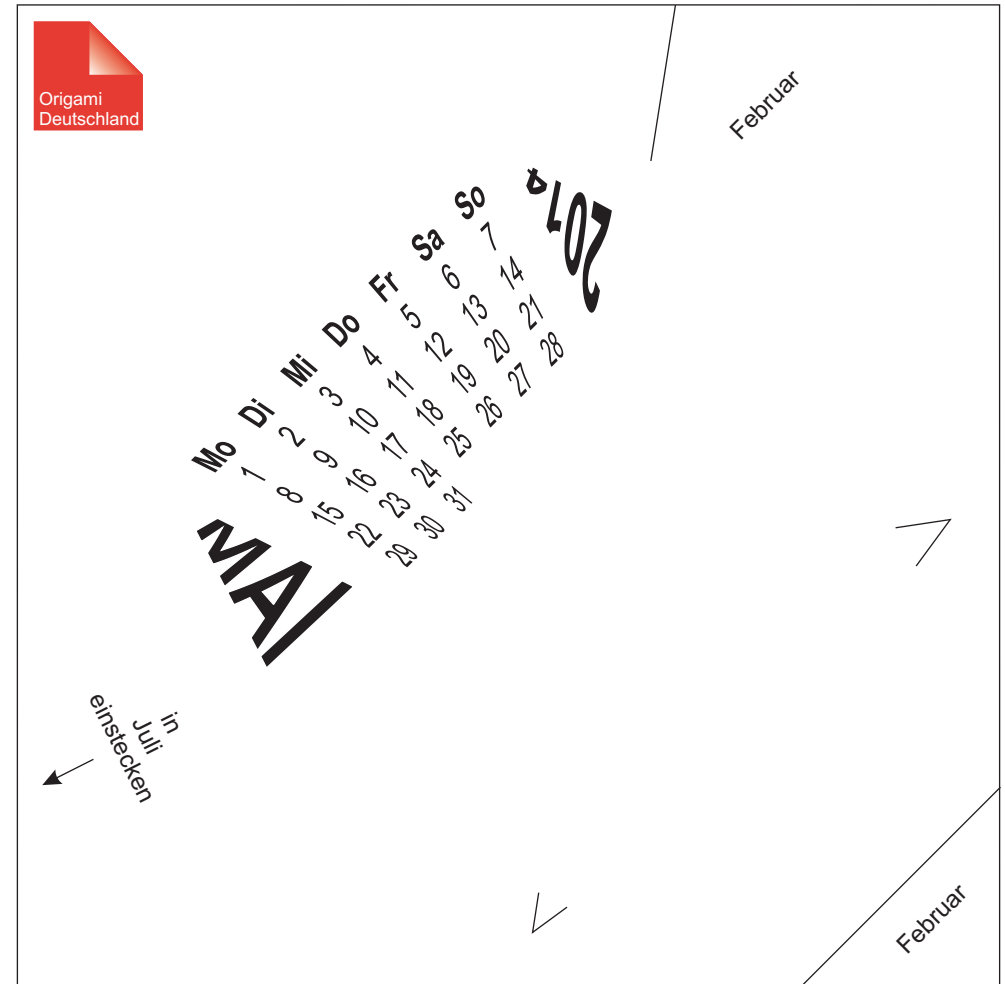 Origami
Deutschland
Februar
2014
Mo Di Mi Do Fr Sa So
1 2 3 4 5 6 7
8 9 10 11 12 13 14
15 16 17 18 19 20 21
22 23 24 25 26 27 28
29 30 31
MAI
in
Juli
einstecken
Februar